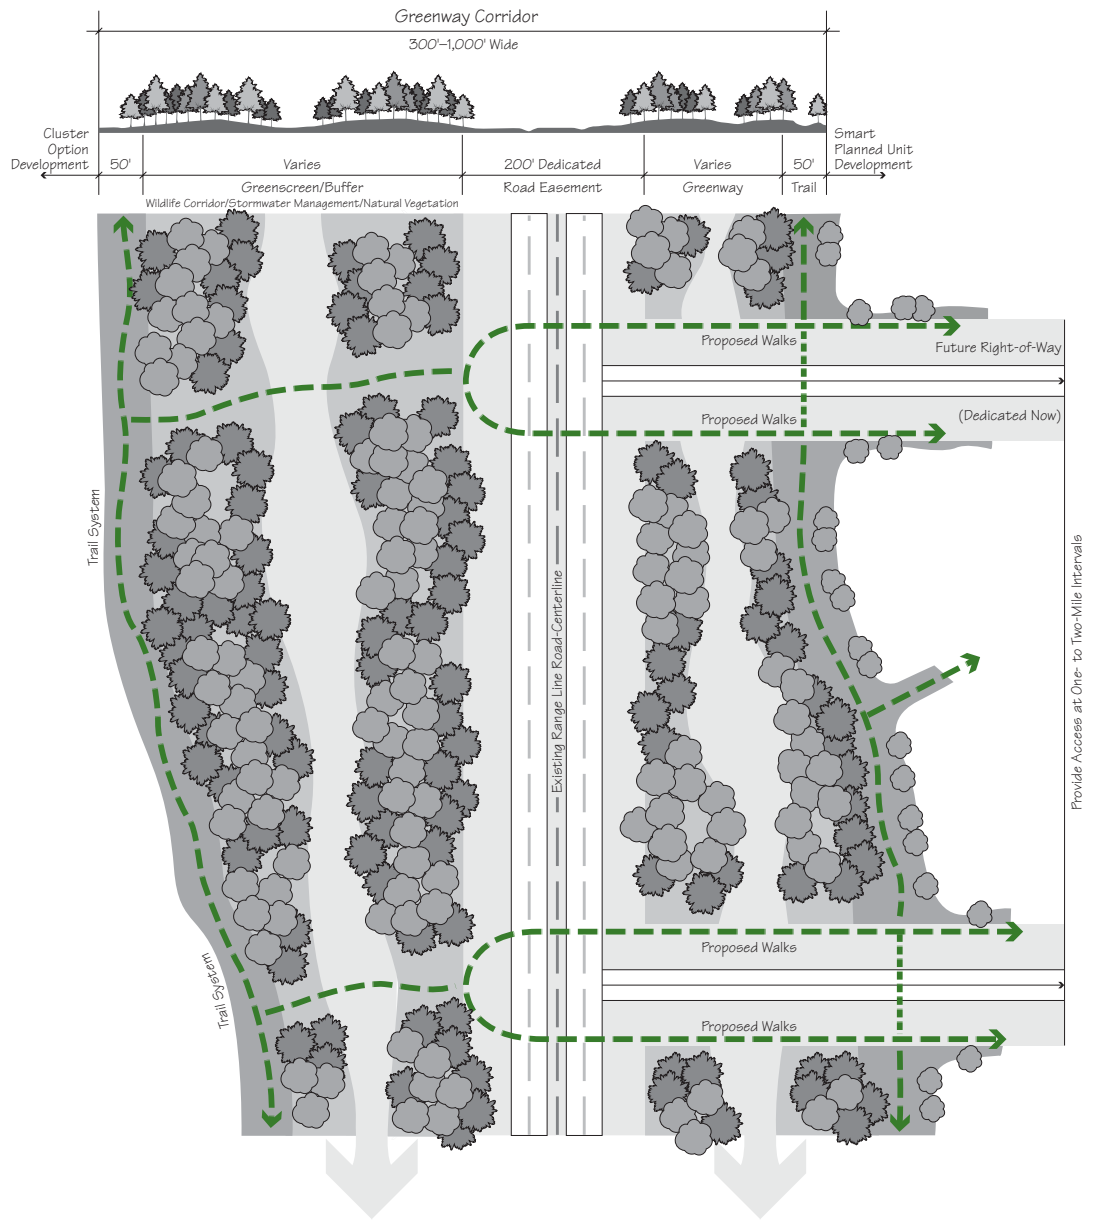 Greenway Corridor
300'–1,000' Wide
Cluster
Option
Development
50'
Varies
200' Dedicated
Varies
50'
Smart
Planned Unit
Development
Greenscreen/Buffer
Road Easement
Greenway
Trail
Wildlife Corridor/Stormwater Management/Natural Vegetation
Proposed Walks
Future Right-of-Way
Proposed Walks
(Dedicated Now)
Trail System
Existing Range Line Road-Centerline
Provide Access at One- to Two-Mile Intervals
Proposed Walks
Trail System
Proposed Walks